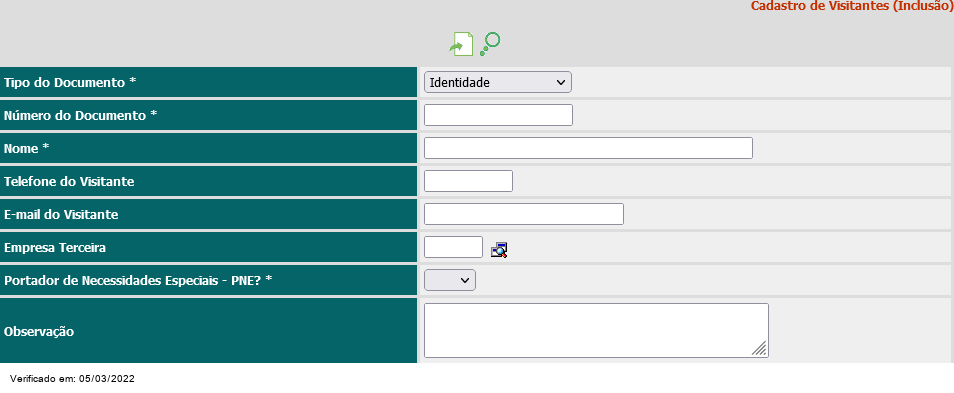 Cadastro de Visitantes (Inclusão)
Tipo do Documento * Identidade
Número do Documento *
Nome *
Telefone do Visitante
E-mail do Visitante
Empresa Terceira
Portador de Necessidades Especiais - PNE? *
Observação
Verificado em: 05/03/2022